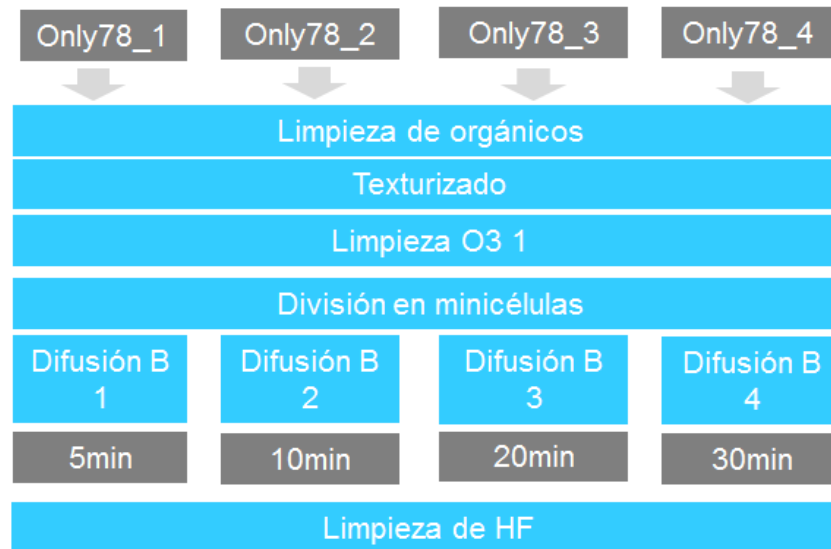 Only78_1
Only78_2
Only78_3
Only78_4
Limpieza de orgánicos
Texturizado
Limpieza O3 1
División en minicélulas
Difusión B
1
Difusión B
2
Difusión B
3
Difusión B
4
5min
10min
20min
30min
Limpieza de HF